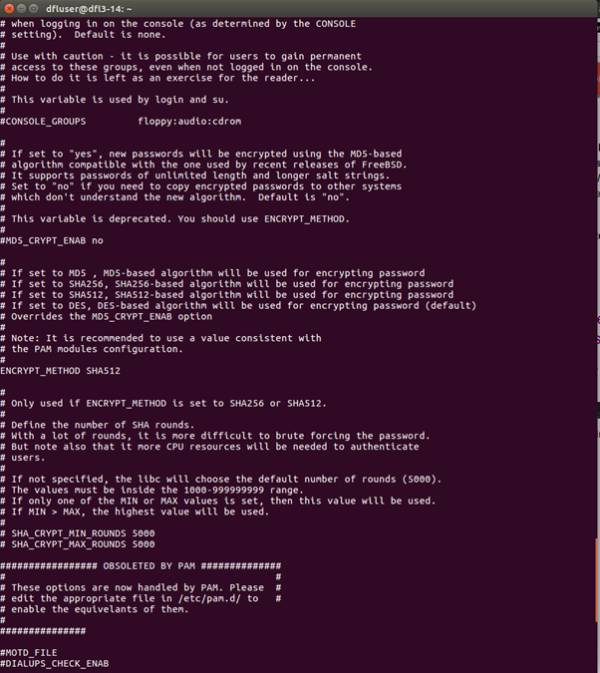 dfluser@dfl3-14: ~
# when logging in on the console (as determined by the CONSOLE
# setting).  Default is none.
#
# Use with caution - it is possible for users to gain permanent
# access to these groups, even when not logged in on the console.
# How to do it is left as an exercise for the reader...
#
# This variable is used by login and su.
#
#CONSOLE_GROUPS         floppy:audio:cdrom
#
# If set to "yes", new passwords will be encrypted using the MD5-based
# algorithm compatible with the one used by recent releases of FreeBSD.
# It supports passwords of unlimited length and longer salt strings.
# Set to "no" if you need to copy encrypted passwords to other systems
# which don't understand the new algorithm.  Default is "no".
#
# This variable is deprecated. You should use ENCRYPT_METHOD.
#
#MD5_CRYPT_ENAB no
#
# If set to MD5 , MD5-based algorithm will be used for encrypting password
# If set to SHA256, SHA256-based algorithm will be used for encrypting password
# If set to SHA512, SHA512-based algorithm will be used for encrypting password
# If set to DES, DES-based algorithm will be used for encrypting password (default)
# Overrides the MD5_CRYPT_ENAB option
#
# Note: It is recommended to use a value consistent with
# the PAM modules configuration.
#
ENCRYPT_METHOD SHA512
#
# Only used if ENCRYPT_METHOD is set to SHA256 or SHA512.
#
# Define the number of SHA rounds.
# With a lot of rounds, it is more difficult to brute forcing the password.
# But note also that it more CPU resources will be needed to authenticate
# users.
#
# If not specified, the libc will choose the default number of rounds (5000).
# The values must be inside the 1000-999999999 range.
# If only one of the MIN or MAX values is set, then this value will be used.
# If MIN > MAX, the highest value will be used.
#
# SHA_CRYPT_MIN_ROUNDS 5000
# SHA_CRYPT_MAX_ROUNDS 5000
################# OBSOLETED BY PAM ##############
#                                               #
# These options are now handled by PAM. Please  #
# edit the appropriate file in /etc/pam.d/ to   #
# enable the equivelants of them.
#
###############
#MOTD_FILE
#DIALUPS_CHECK_ENAB